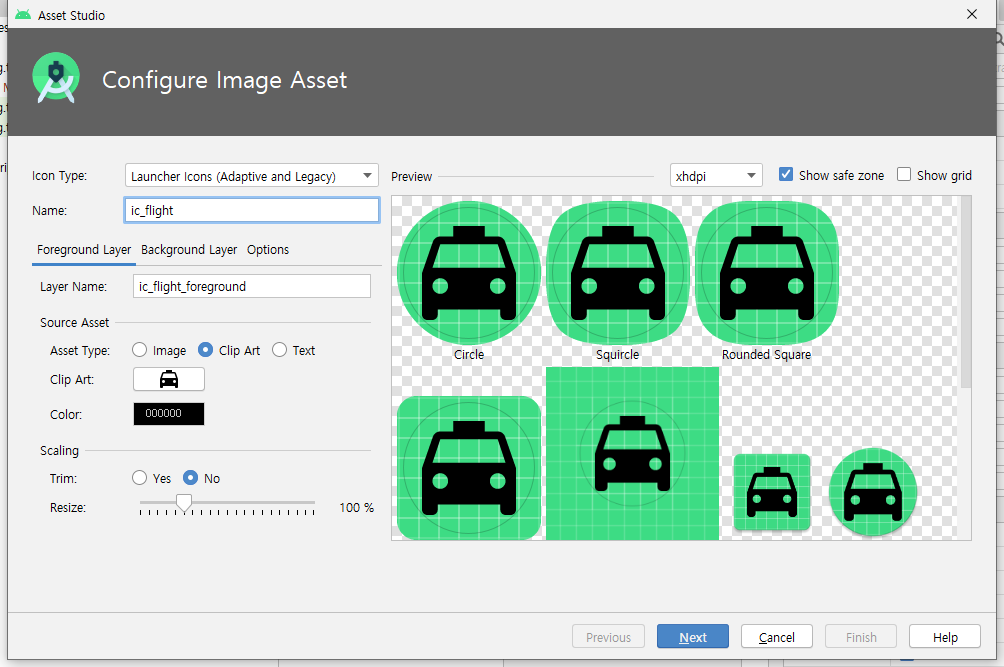 Asset Studio
Configure Image Asset
Icon Type: Launcher Icons (Adaptive and Legacy)
Name: ic_flight
Foreground Layer Background Layer Options
Layer Name: ic_flight_foreground
Source Asset
Asset Type: Image Clip Art Text
Clip Art:
Color: 000000
Scaling
Trim: Yes No
Resize: 100 %
Preview xhdpi Show safe zone Show grid
Circle Squircle Rounded Square
Previous Next Cancel Finish Help